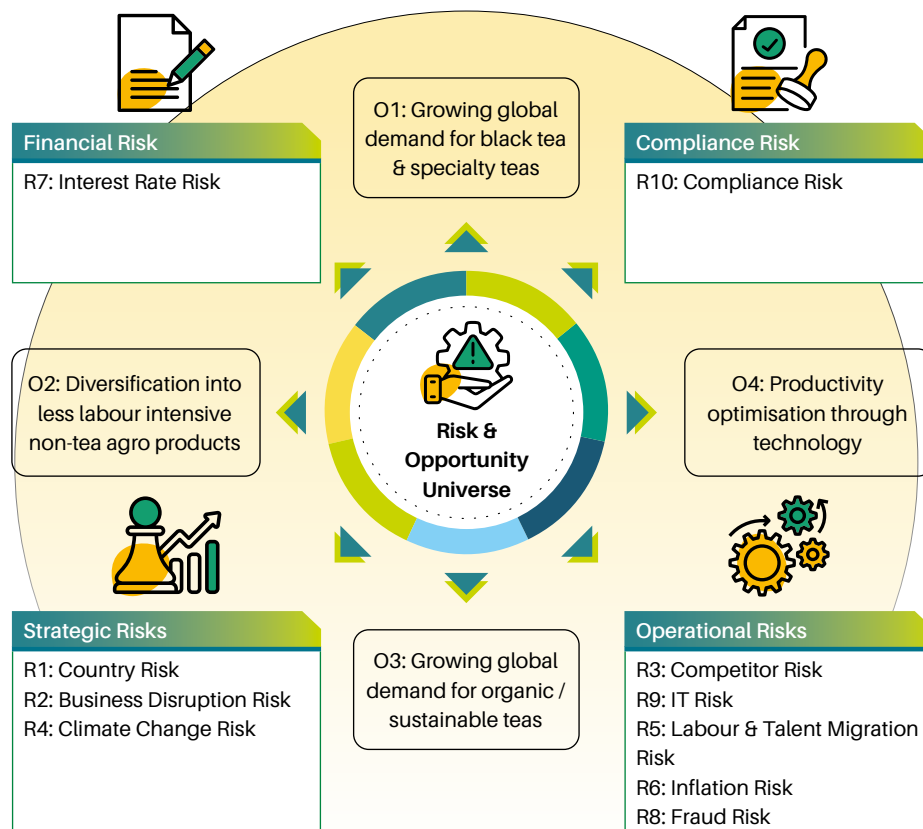 Financial Risk
R7: Interest Rate Risk
O1: Growing global
demand for black tea
& specialty teas
Compliance Risk
R10: Compliance Risk
O2: Diversification into
less labour intensive
non-tea agro products
Risk &
Opportunity
Universe
O4: Productivity
optimisation through
technology
Strategic Risks
R1: Country Risk
R2: Business Disruption Risk
R4: Climate Change Risk
O3: Growing global
demand for organic /
sustainable teas
Operational Risks
R3: Competitor Risk
R9: IT Risk
R5: Labour & Talent Migration
Risk
R6: Inflation Risk
R8: Fraud Risk